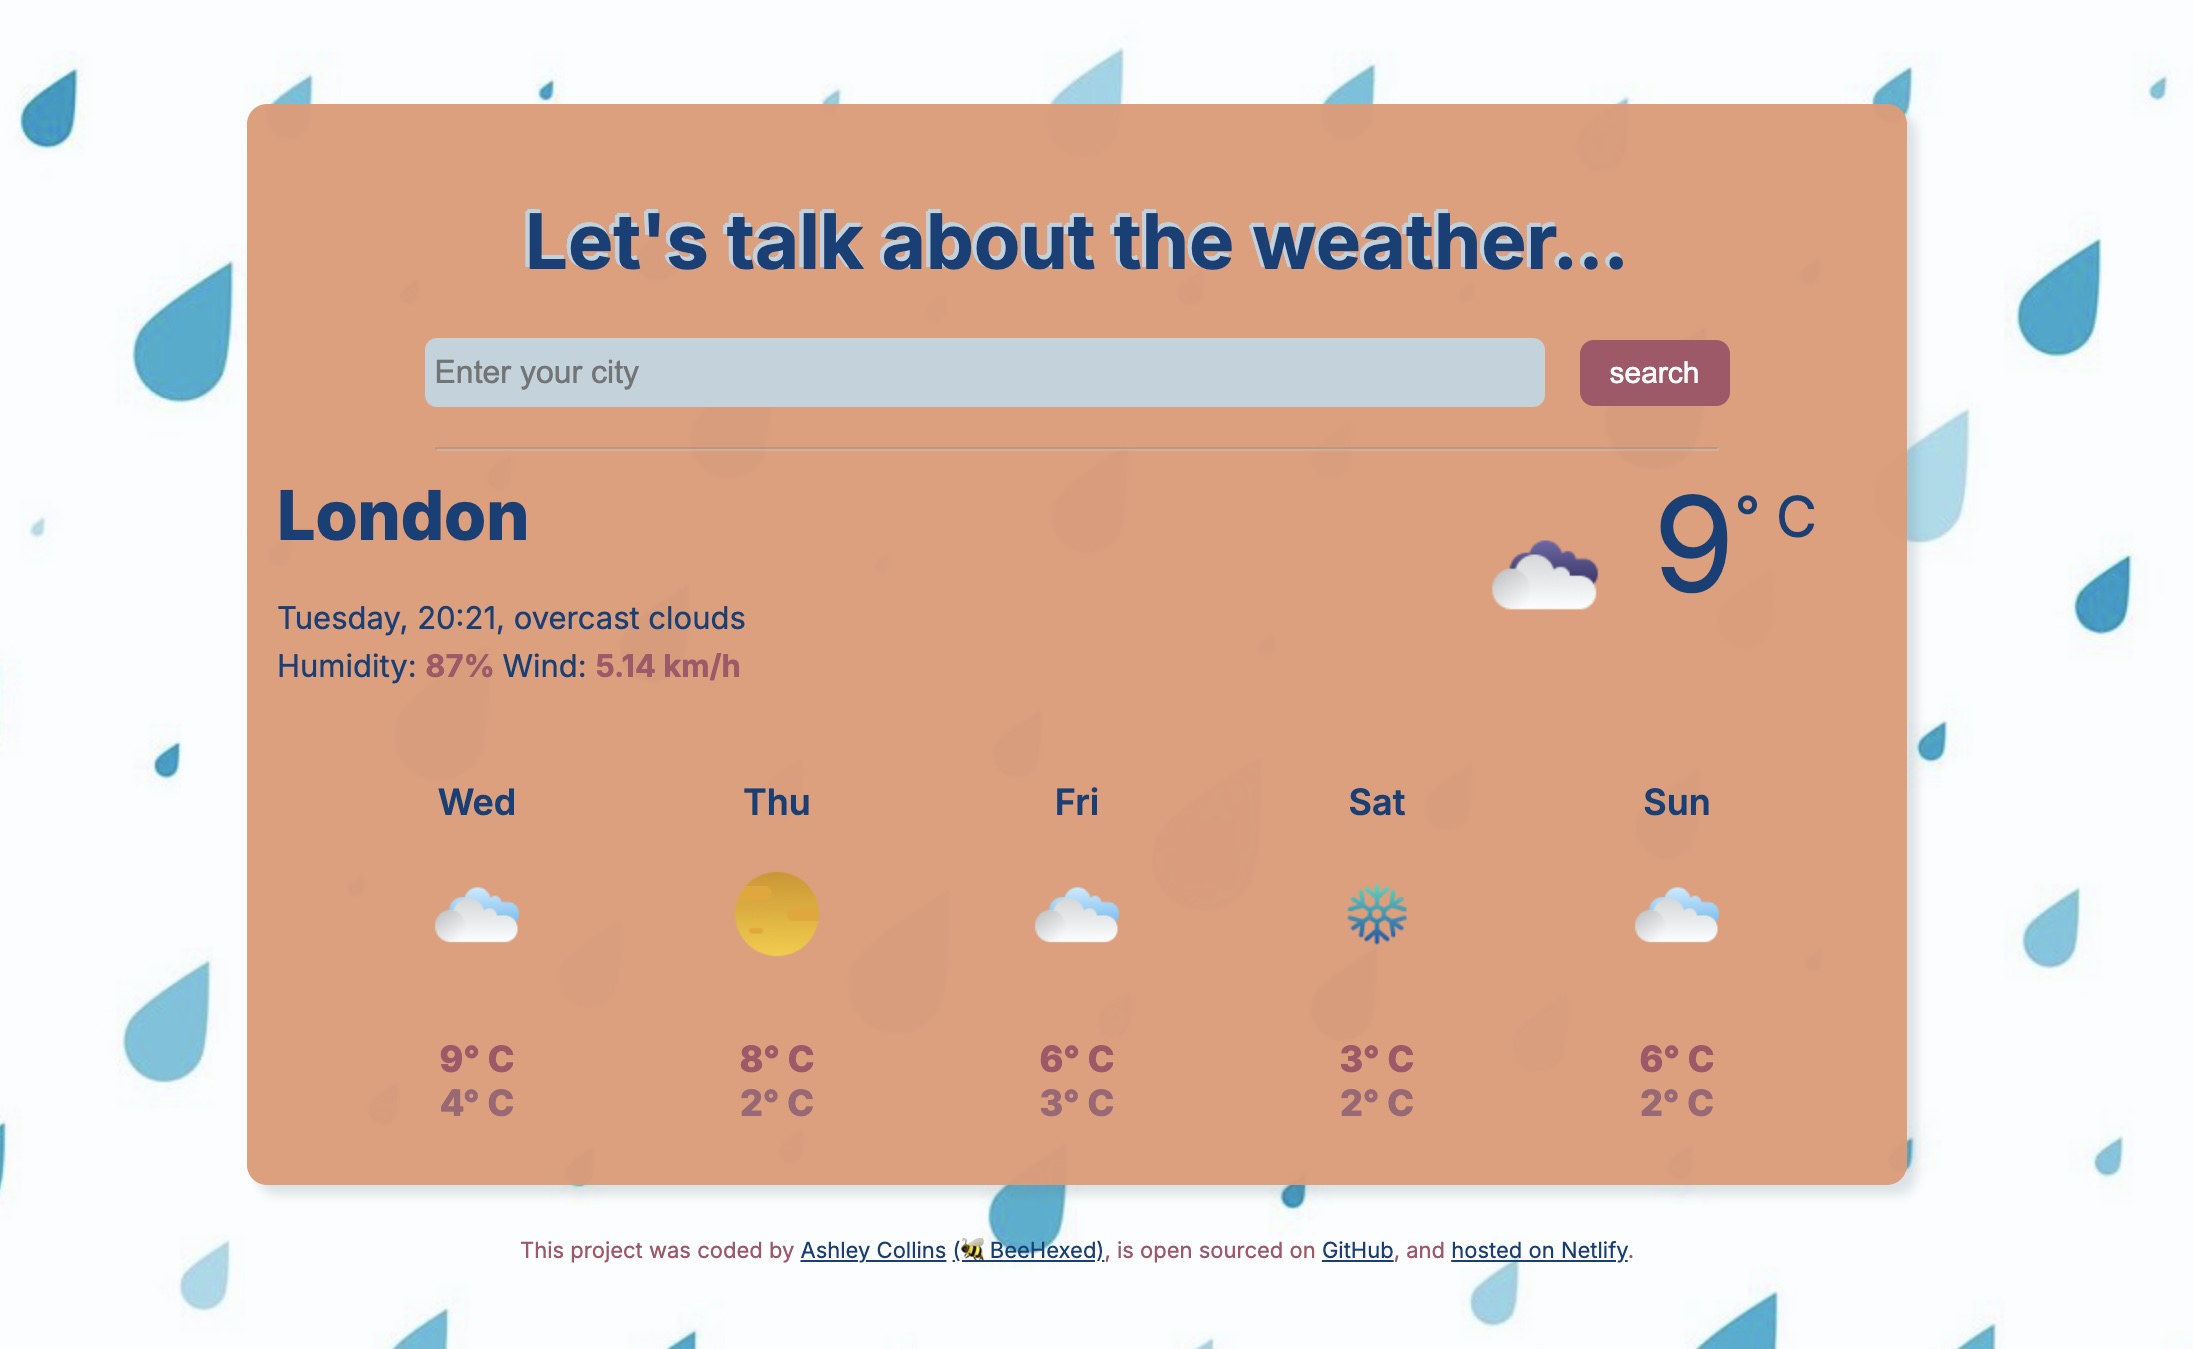 Let's talk about the weather...
Enter your city
search
London
9° C
Tuesday, 20:21, overcast clouds
Humidity: 87% Wind: 5.14 km/h
Wed Thu Fri Sat Sun
9° C 8° C 6° C 3° C 6° C
4° C 2° C 3° C 2° C 2° C
This project was coded by Ashley Collins (🐝 BeeHexed), is open sourced on GitHub, and hosted on Netlify.